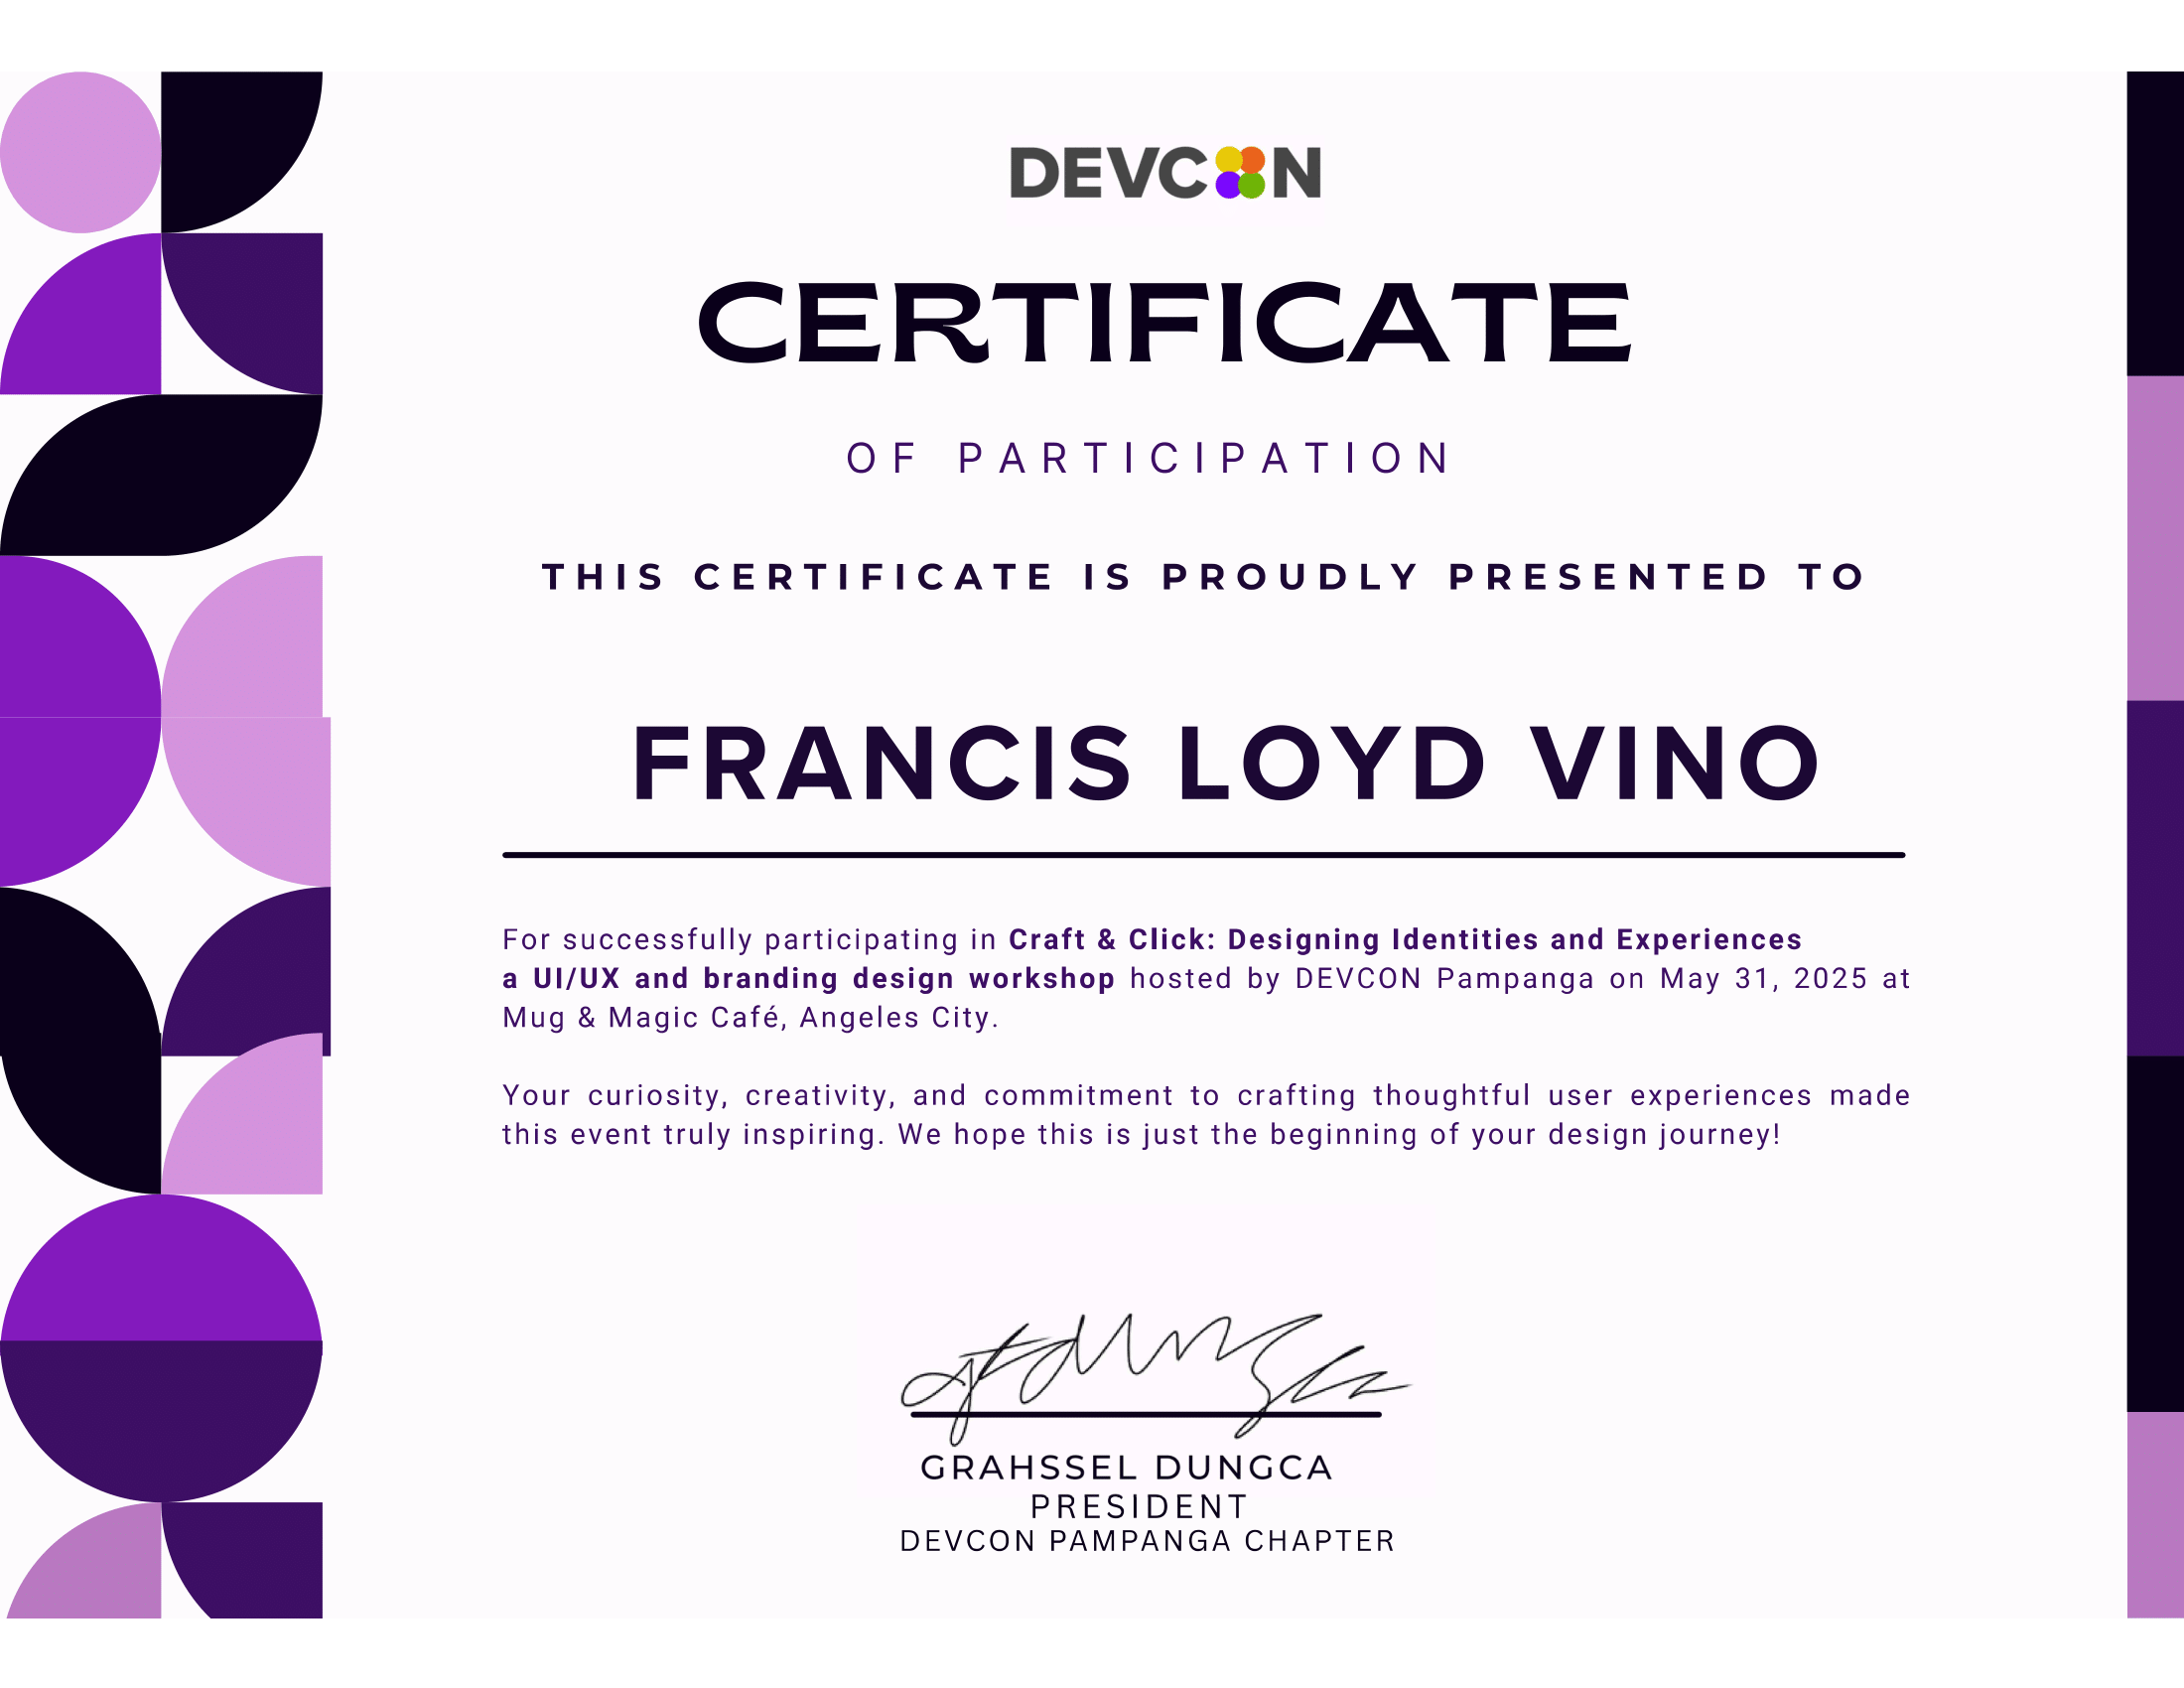 DEVCON
CERTIFICATE
OF PARTICIPATION
THIS CERTIFICATE IS PROUDLY PRESENTED TO
FRANCIS LOYD VINO
For successfully participating in Craft & Click: Designing Identities and Experiences
a UI/UX and branding design workshop hosted by DEVCON Pampanga on May 31, 2025 at
Mug & Magic Café, Angeles City.
Your curiosity, creativity, and commitment to crafting thoughtful user experiences made
this event truly inspiring. We hope this is just the beginning of your design journey!
GRAHSSEL DUNGCA
PRESIDENT
DEVCON PAMPANGA CHAPTER